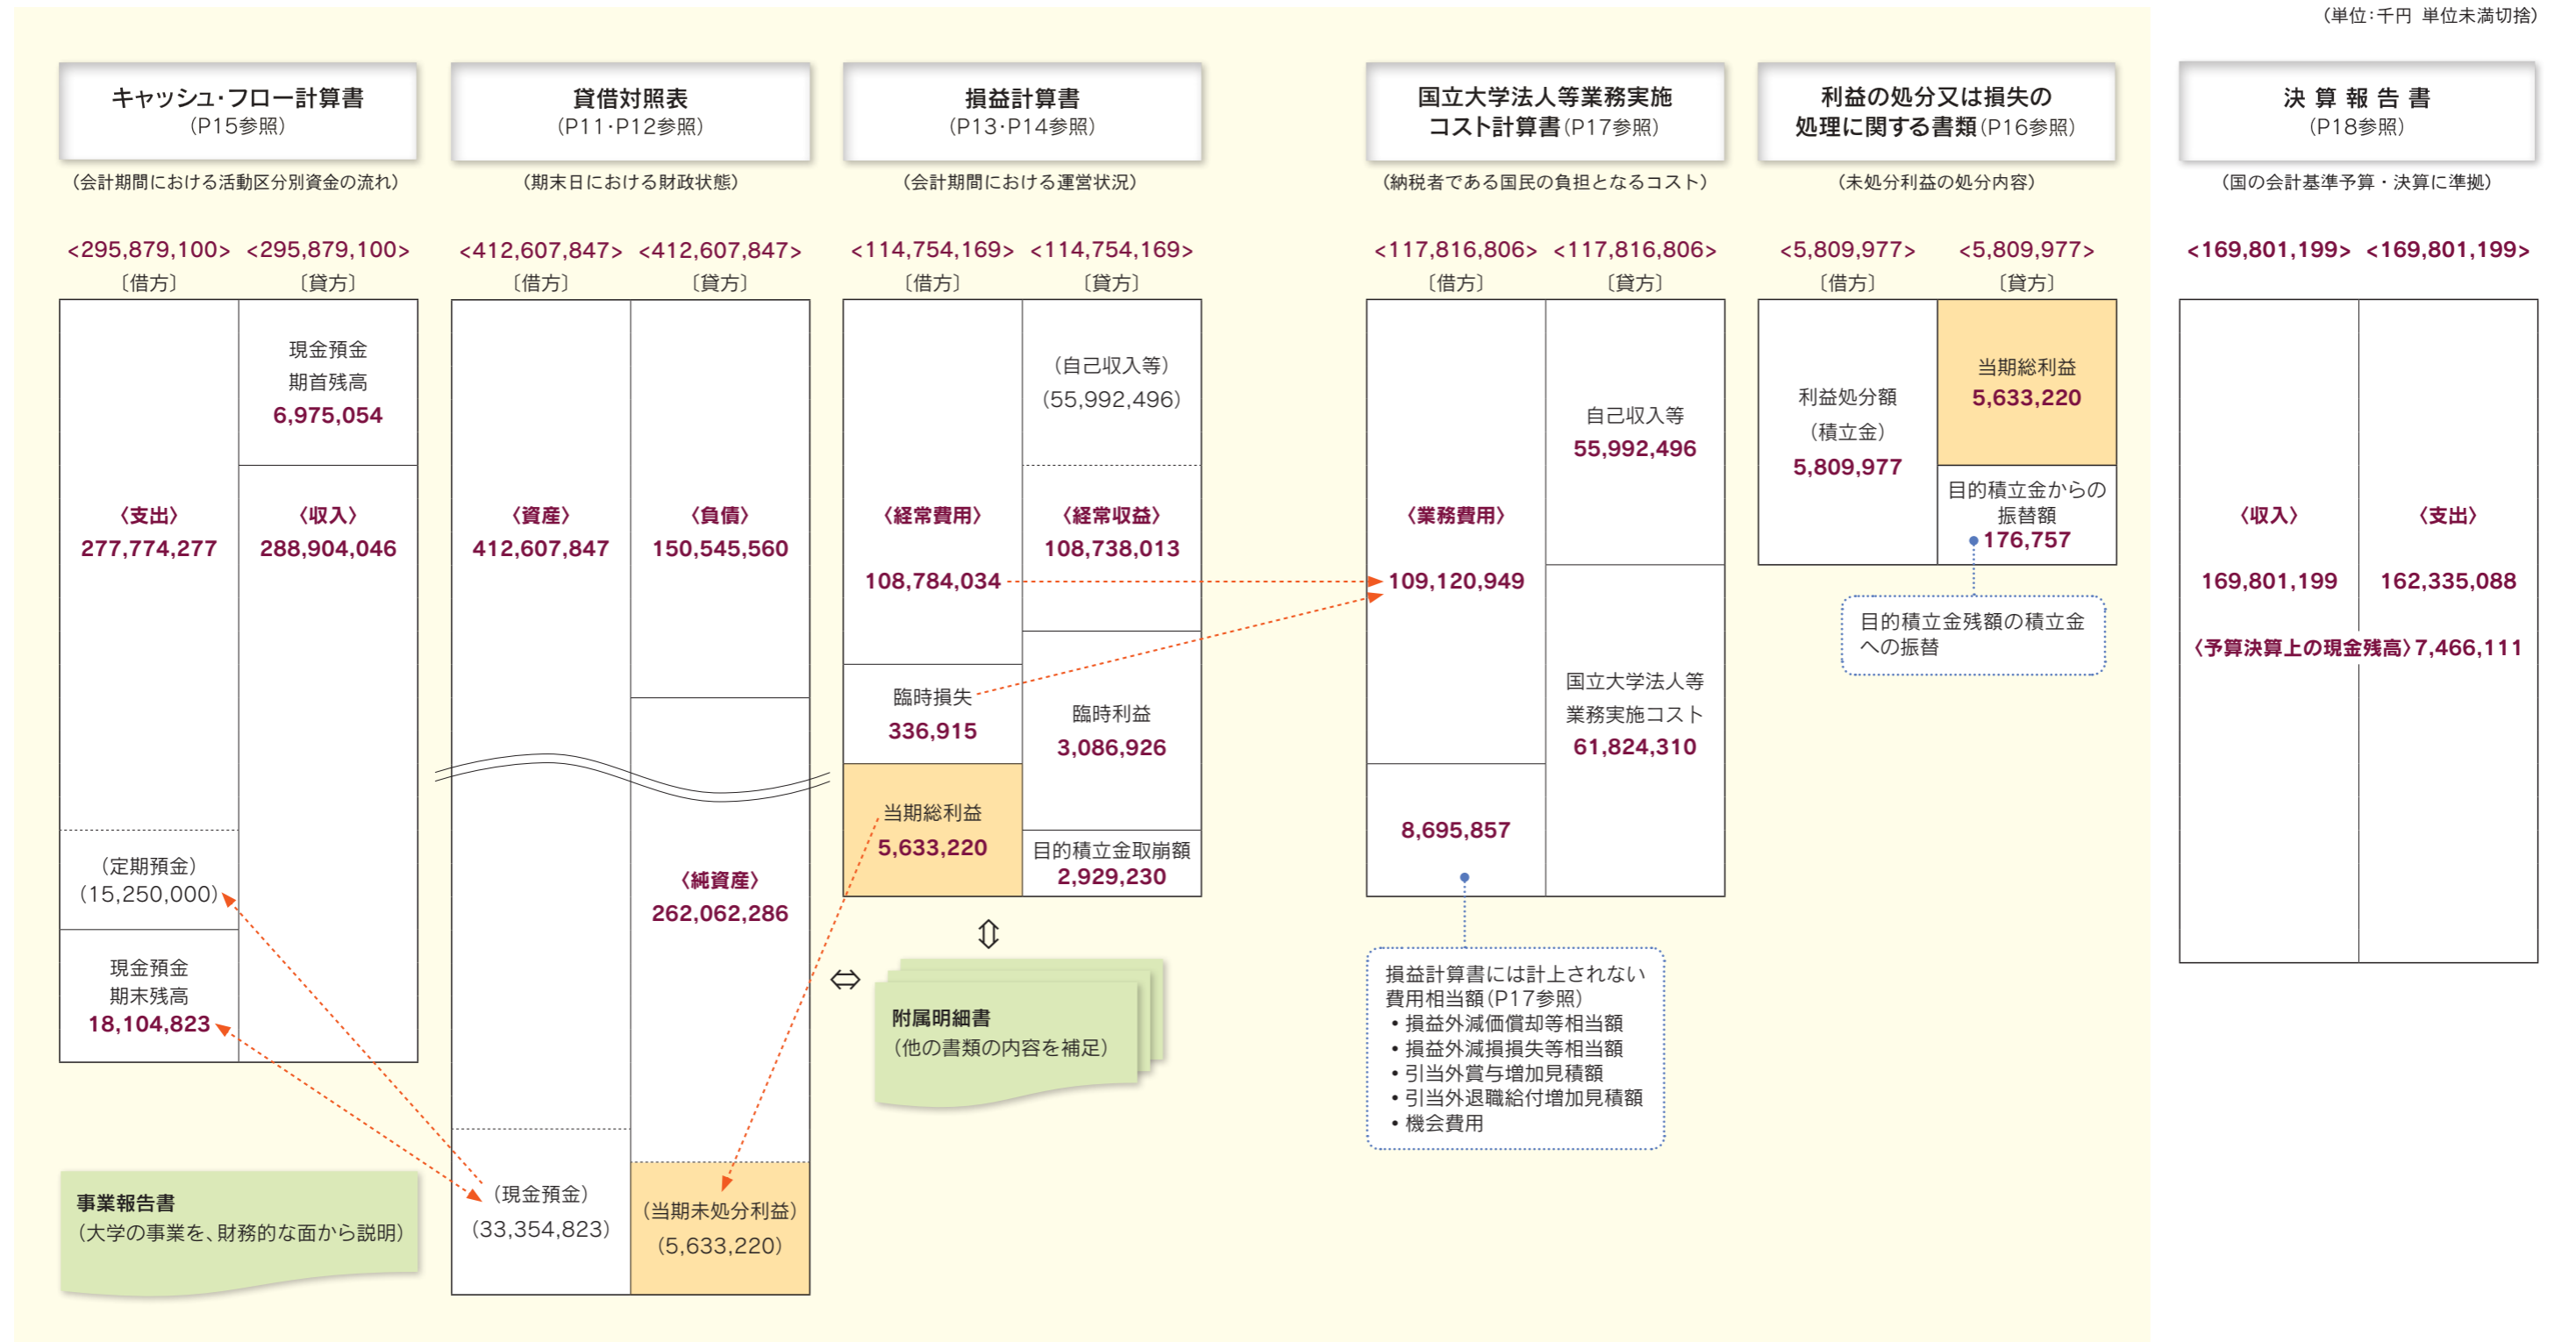 （単位：千円 単位未満切捨）
キャッシュ・フロー計算書
（P15参照）
（会計期間における活動区分別資金の流れ）
<295,879,100> <295,879,100>
〔借方〕 〔貸方〕
現金預金
期首残高
6,975,054
〈支出〉
277,774,277
〈収入〉
288,904,046
（定期預金）
（15,250,000）
現金預金
期末残高
18,104,823
事業報告書
（大学の事業を、財務的な面から説明）
貸借対照表
（P11・P12参照）
（期末日における財政状態）
<412,607,847> <412,607,847>
〔借方〕 〔貸方〕
〈資産〉
412,607,847
〈負債〉
150,545,560
〈純資産〉
262,062,286
（現金預金）
（33,354,823）
（当期未処分利益）
（5,633,220）
損益計算書
（P13・P14参照）
（会計期間における運営状況）
<114,754,169> <114,754,169>
〔借方〕 〔貸方〕
〈経常費用〉
108,784,034
臨時損失
336,915
当期総利益
5,633,220
（自己収入等）
（55,992,496）
〈経常収益〉
108,738,013
臨時利益
3,086,926
目的積立金取崩額
2,929,230
附属明細書
（他の書類の内容を補足）
国立大学法人等業務実施
コスト計算書（P17参照）
（納税者である国民の負担となるコスト）
<117,816,806> <117,816,806>
〔借方〕 〔貸方〕
〈業務費用〉
109,120,949
8,695,857
自己収入等
55,992,496
国立大学法人等
業務実施コスト
61,824,310
損益計算書には計上されない
費用相当額（P17参照）
・損益外減価償却等相当額
・損益外減損損失等相当額
・引当外賞与増加見積額
・引当外退職給付増加見積額
・機会費用
利益の処分又は損失の
処理に関する書類（P16参照）
（未処分利益の処分内容）
<5,809,977> <5,809,977>
〔借方〕 〔貸方〕
利益処分額
（積立金）
5,809,977
当期総利益
5,633,220
目的積立金からの
振替額
176,757
目的積立金残額の積立金
への振替
決算報告書
（P18参照）
（国の会計基準予算・決算に準拠）
<169,801,199> <169,801,199>
〈収入〉 〈支出〉
169,801,199 162,335,088
〈予算決算上の現金残高〉7,466,111